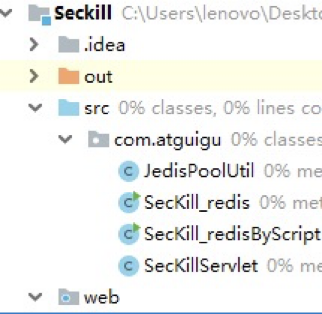 Seckill C:\Users\lenovo\Deskto
.idea
out
src 0% classes, 0% lines co
com.atguigu 0% classes
JedisPoolUtil 0% me
SecKill_redis 0% met
SecKill_redisByScript
SecKillServlet 0% me
web